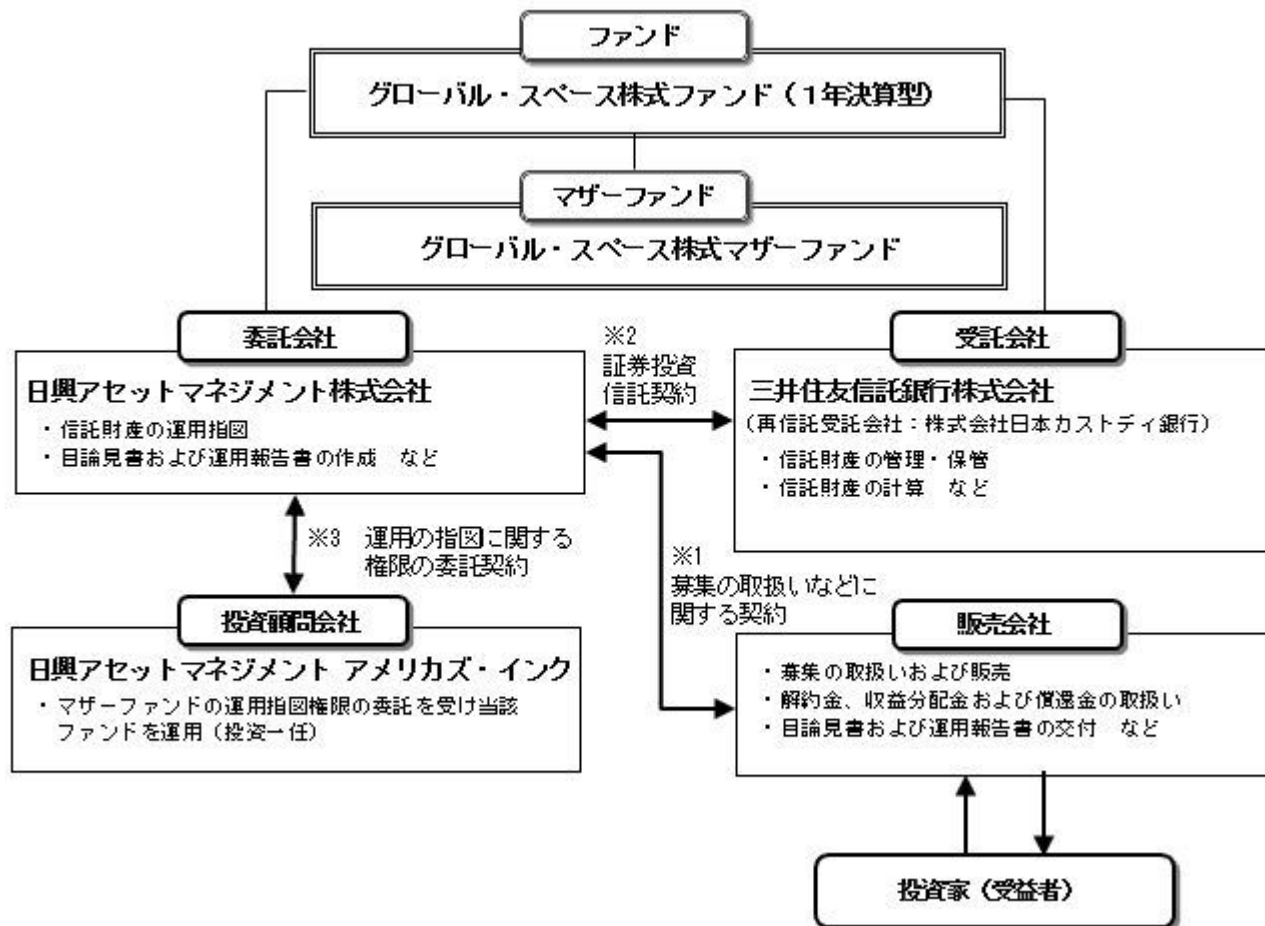 ファンド
グローバル・スペース株式ファンド（１年決算型）
マザーファンド
グローバル・スペース株式マザーファンド
委託会社
日興アセットマネジメント株式会社
・信託財産の運用指図
・目論見書および運用報告書の作成　など
※2
証券投資
信託契約
受託会社
三井住友信託銀行株式会社
（再信託受託会社：株式会社日本カストディ銀行）
・信託財産の管理・保管
・信託財産の計算　など
※3　運用の指図に関する
権限の委託契約
※1
募集の取扱いなどに
関する契約
投資顧問会社
日興アセットマネジメント アメリカズ・インク
・マザーファンドの運用指図権限の委託を受け当該
ファンドを運用（投資一任）
販売会社
・募集の取扱いおよび販売
・解約金、収益分配金および償還金の取扱い
・目論見書および運用報告書の交付　など
投資家（受益者）